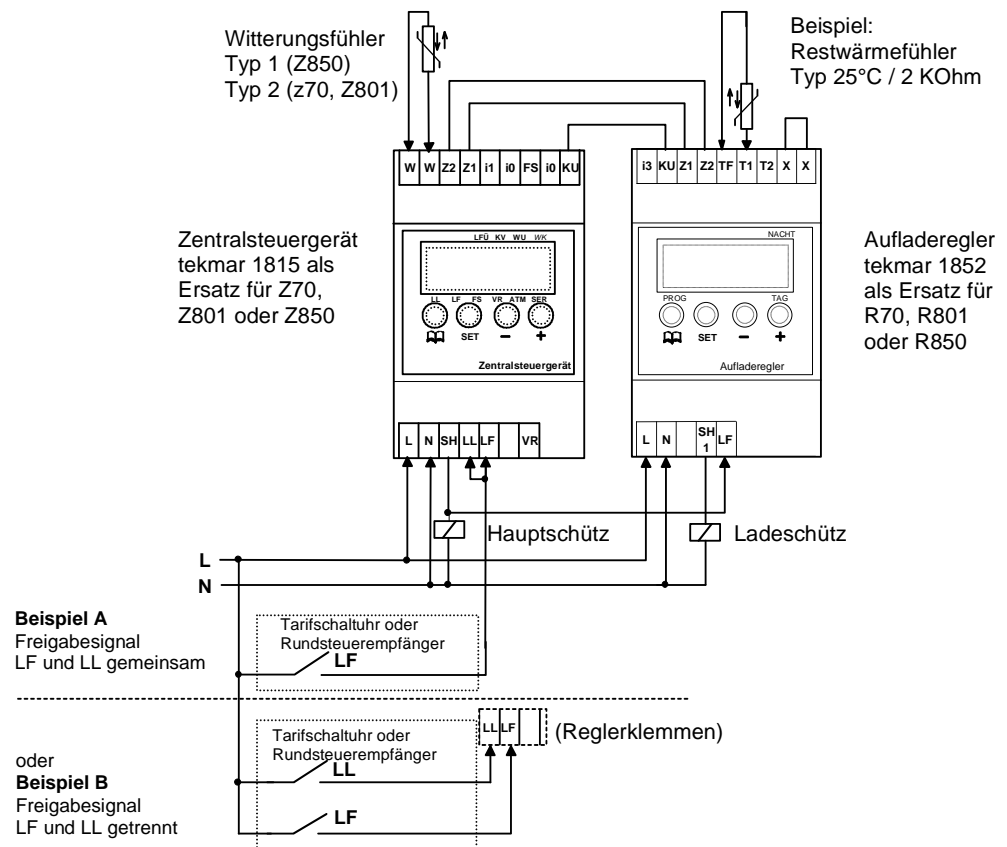 Witterungsfühler
Typ 1 (Z850)
Typ 2 (z70, Z801)
Beispiel:
Restwärmefühler
Typ 25°C / 2 KOhm
W W Z2 Z1 i1 i0 FS i0 KU
i3 KU Z1 Z2 TF T1 T2 X X
Zentralsteuergerät
tekmar 1815 als
Ersatz für Z70,
Z801 oder Z850
LFÜ KV WU WK
LL LF FS VR ATM SER
SET − +
Zentralsteuergerät
NACHT
PROG TAG
SET − +
Aufladeregler
Aufladeregler
tekmar 1852
als Ersatz für
R70, R801
oder R850
L N SH LL LF VR
L N SH 1 LF
Hauptschütz
Ladeschütz
L
N
Beispiel A
Freigabesignal
LF und LL gemeinsam
Tarifschaltuhr oder
Rundsteuerempfänger
LF
oder
Beispiel B
Freigabesignal
LF und LL getrennt
Tarifschaltuhr oder
Rundsteuerempfänger
LL
LF
LL LF
(Reglerklemmen)